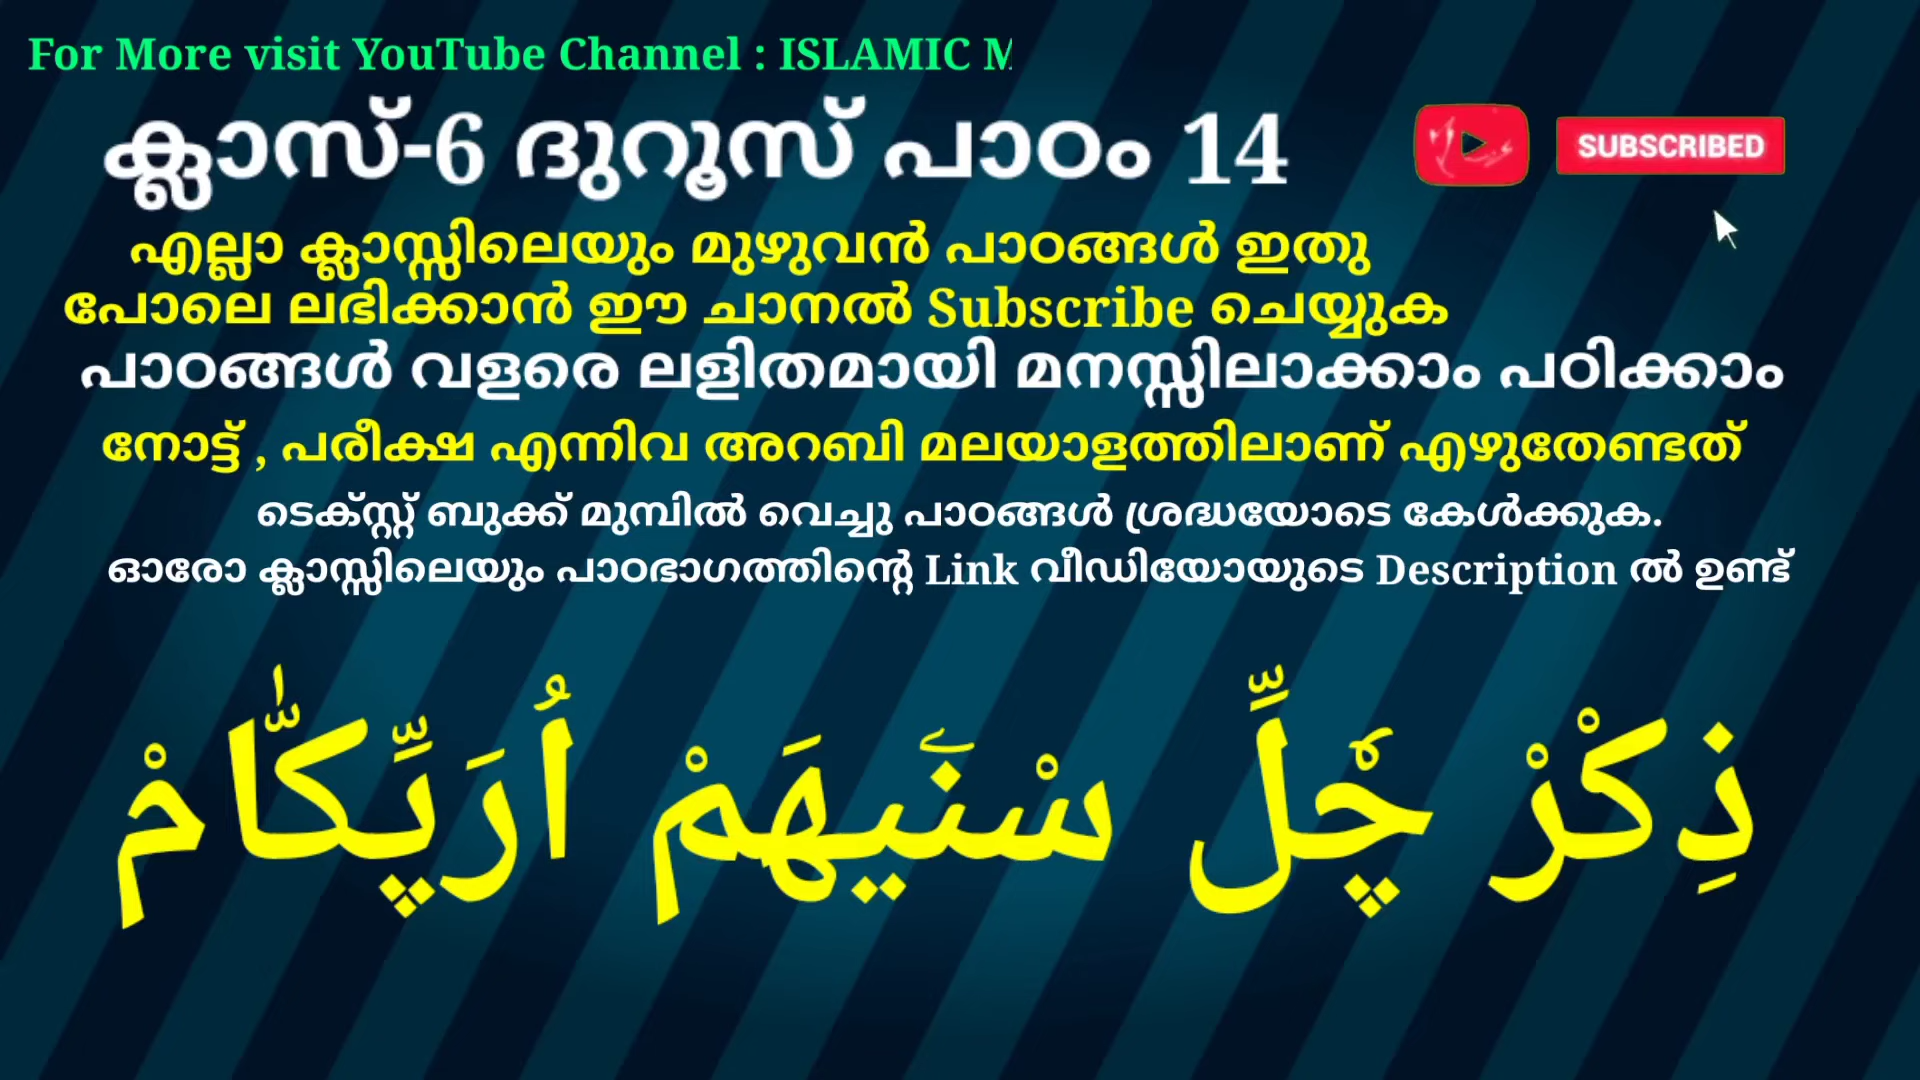 For More visit YouTube Channel : ISLAMIC M
ക്ലാസ്-6 ദുറൂസ് പാഠം 14
SUBSCRIBED
എല്ലാ ക്ലാസ്സിലെയും മുഴുവൻ പാഠങ്ങൾ ഇതു
പോലെ ലഭിക്കാൻ ഈ ചാനൽ Subscribe ചെയ്യുക
പാഠങ്ങൾ വളരെ ലളിതമായി മനസ്സിലാക്കാം പഠിക്കാം
നോട്ട് , പരീക്ഷ എന്നിവ അറബി മലയാളത്തിലാണ് എഴുതേണ്ടത്
ടെക്സ്റ്റ് ബുക്ക് മുമ്പിൽ വെച്ചു പാഠങ്ങൾ ശ്രദ്ധയോടെ കേൾക്കുക.
ഓരോ ക്ലാസ്സിലെയും പാഠഭാഗത്തിന്റെ Link വീഡിയോയുടെ Description ൽ ഉണ്ട്
ذِكْرْ چٗلِّ سْنَٰيهَمْ اُرَپِّكّٰامْ